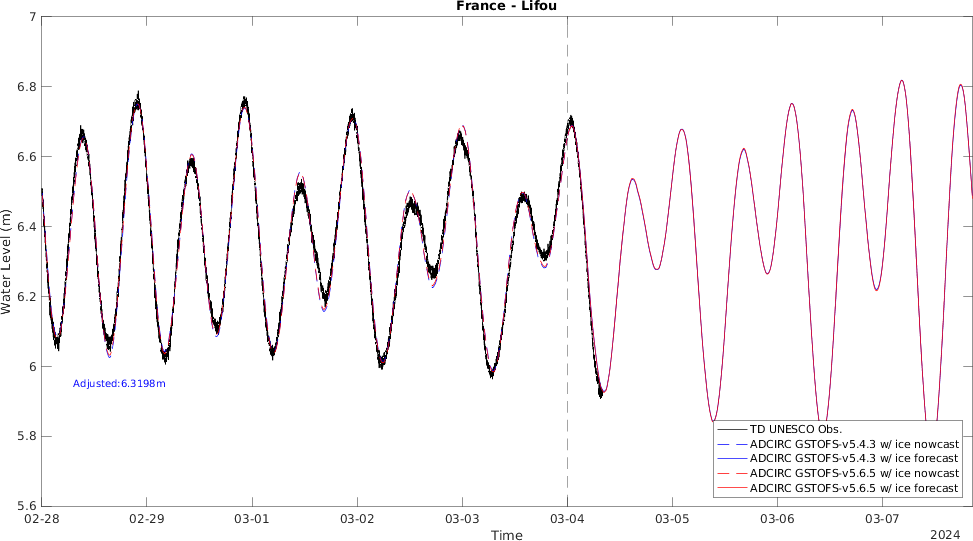 France - Lifou
7
6.8
6.6
6.4
6.2
6
5.8
5.6
Water Level (m)
Adjusted:6.3198m
TD UNESCO Obs.
ADCIRC GSTOFS-v5.4.3 w/ ice nowcast
ADCIRC GSTOFS-v5.4.3 w/ ice forecast
ADCIRC GSTOFS-v5.6.5 w/ ice nowcast
ADCIRC GSTOFS-v5.6.5 w/ ice forecast
02-28 02-29 03-01 03-02 03-03 03-04 03-05 03-06 03-07
Time
2024